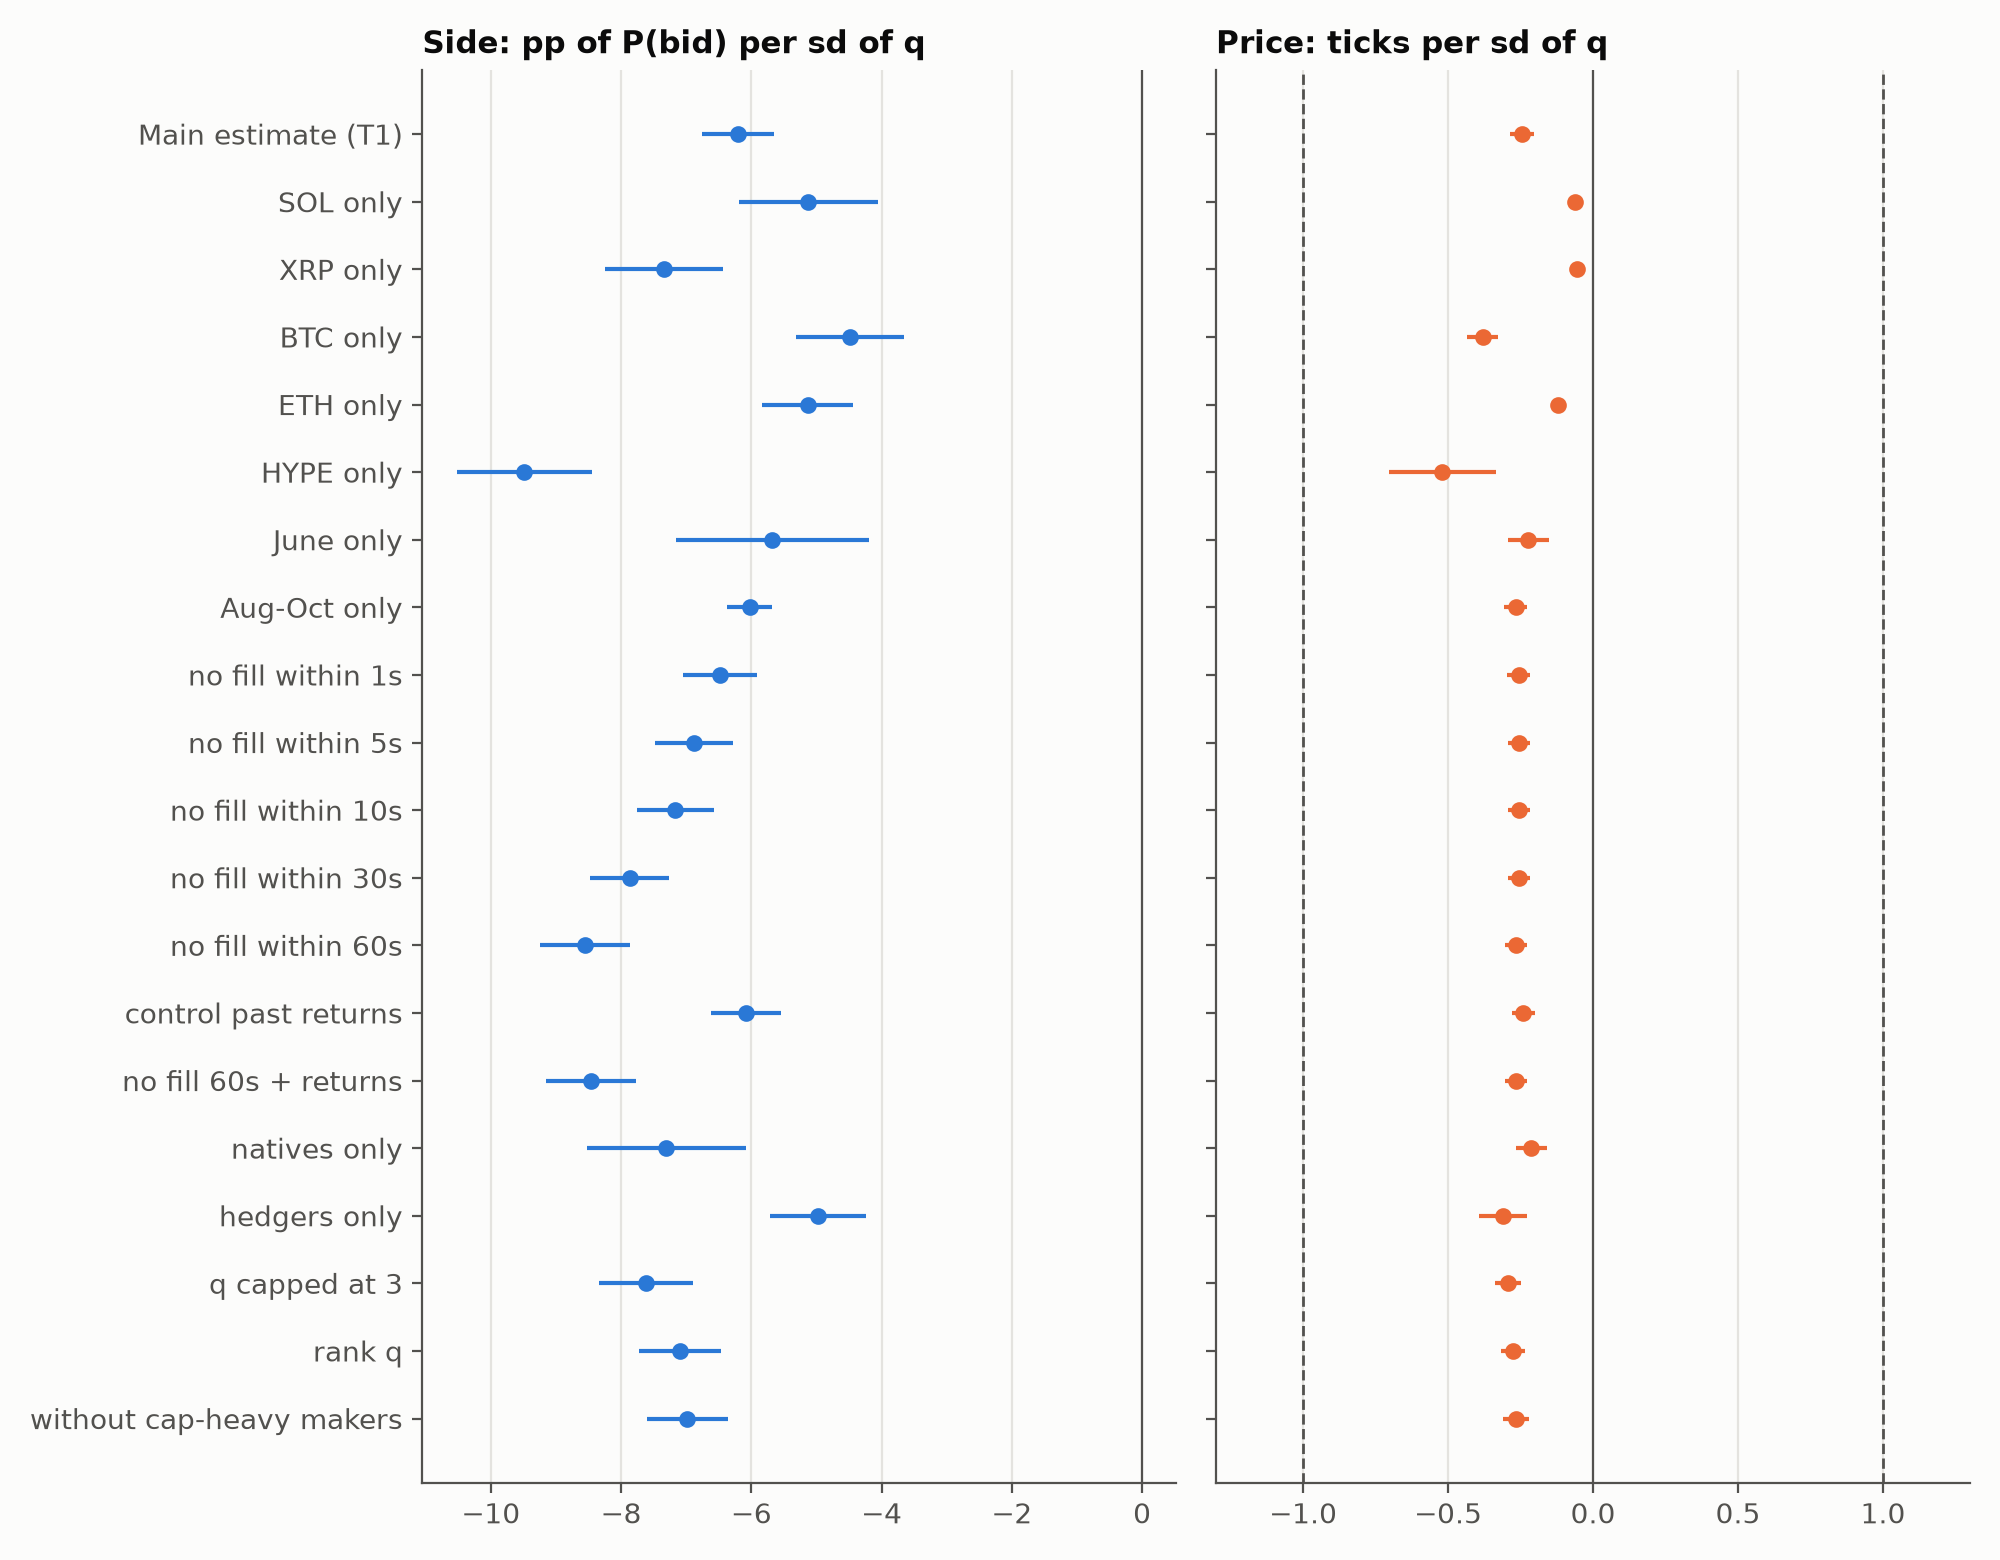 Side: pp of P(bid) per sd of q
Price: ticks per sd of q
Main estimate (T1)
SOL only
XRP only
BTC only
ETH only
HYPE only
June only
Aug-Oct only
no fill within 1s
no fill within 5s
no fill within 10s
no fill within 30s
no fill within 60s
control past returns
no fill 60s + returns
natives only
hedgers only
q capped at 3
rank q
without cap-heavy makers
−10 −8 −6 −4 −2 0
−1.0 −0.5 0.0 0.5 1.0